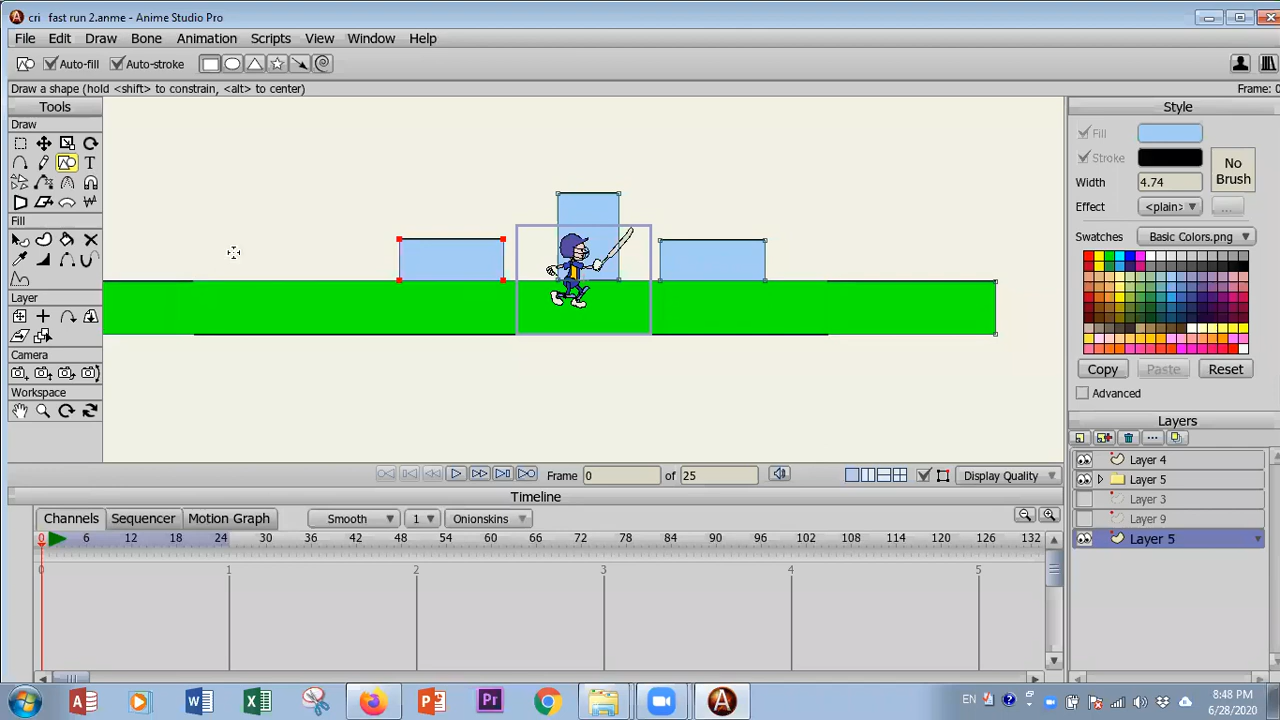 cri fast run 2.anme - Anime Studio Pro
File Edit Draw Bone Animation Scripts View Window Help
Auto-fill Auto-stroke
Draw a shape (hold <shift> to constrain, <alt> to center) Frame: 0
Tools
Draw
T
Fill
Layer
Camera
Workspace
Style
Fill
Stroke
No
Brush
Width 4.74
Effect <plain> ...
Swatches Basic Colors.png
Copy Paste Reset
Advanced
Layers
Layer 4
Layer 5
Layer 3
Layer 9
Layer 5
Frame 0 of 25 Display Quality
Timeline
Channels Sequencer Motion Graph Smooth 1 Onionskins
0 6 12 18 24 30 36 42 48 54 60 66 72 78 84 90 96 102 108 114 120 126 132
0 1 2 3 4 5
EN 8:48 PM
6/28/2020